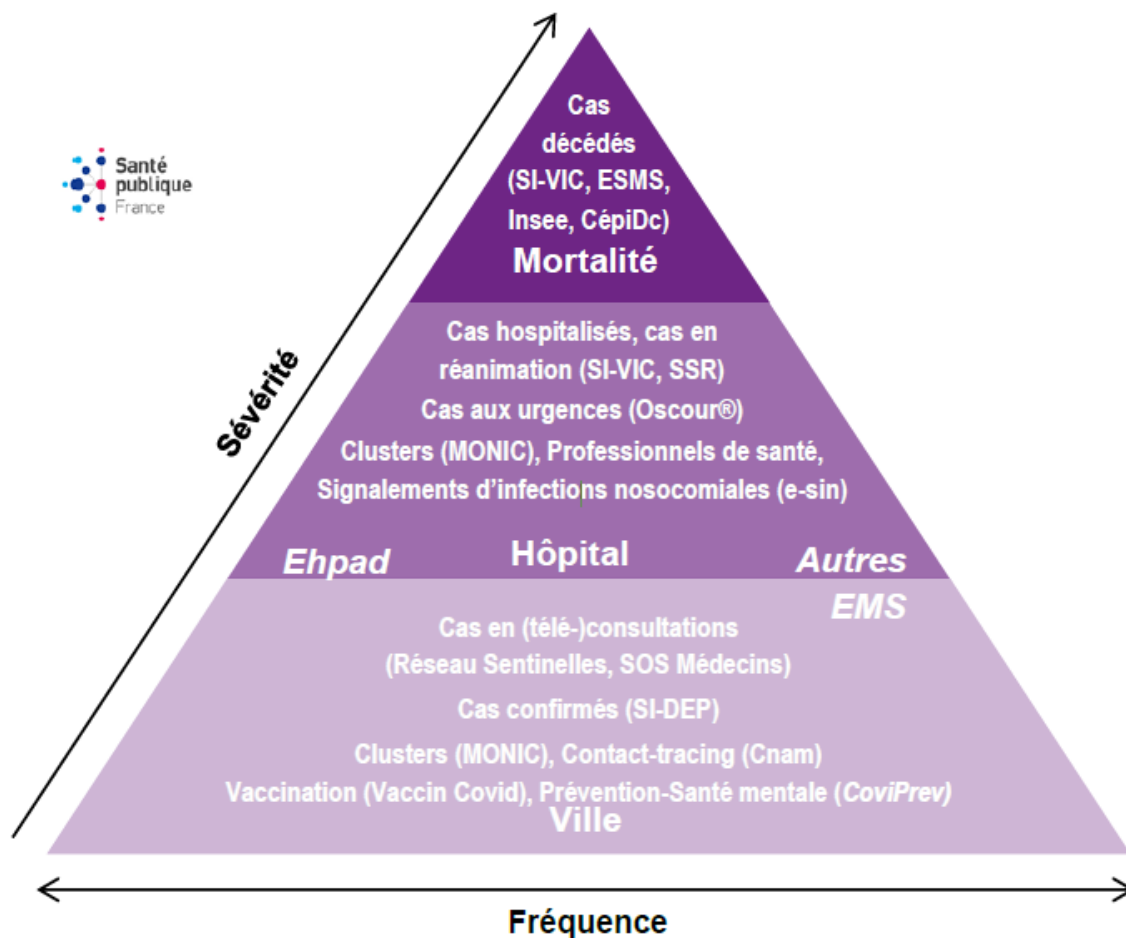 Santé
publique
France
Sévérité
Cas
décédés
(SI-VIC, ESMS,
Insee, CépiDc)
Mortalité
Cas hospitalisés, cas en
réanimation (SI-VIC, SSR)
Cas aux urgences (Oscour®)
Clusters (MONIC), Professionnels de santé,
Signalements d'infections nosocomiales (e-sin)
Ehpad
Hôpital
Autres
EMS
Cas en (télé-)consultations
(Réseau Sentinelles, SOS Médecins)
Cas confirmés (SI-DEP)
Clusters (MONIC), Contact-tracing (Cnam)
Vaccination (Vaccin Covid), Prévention-Santé mentale (CoviPrev)
Ville
Fréquence